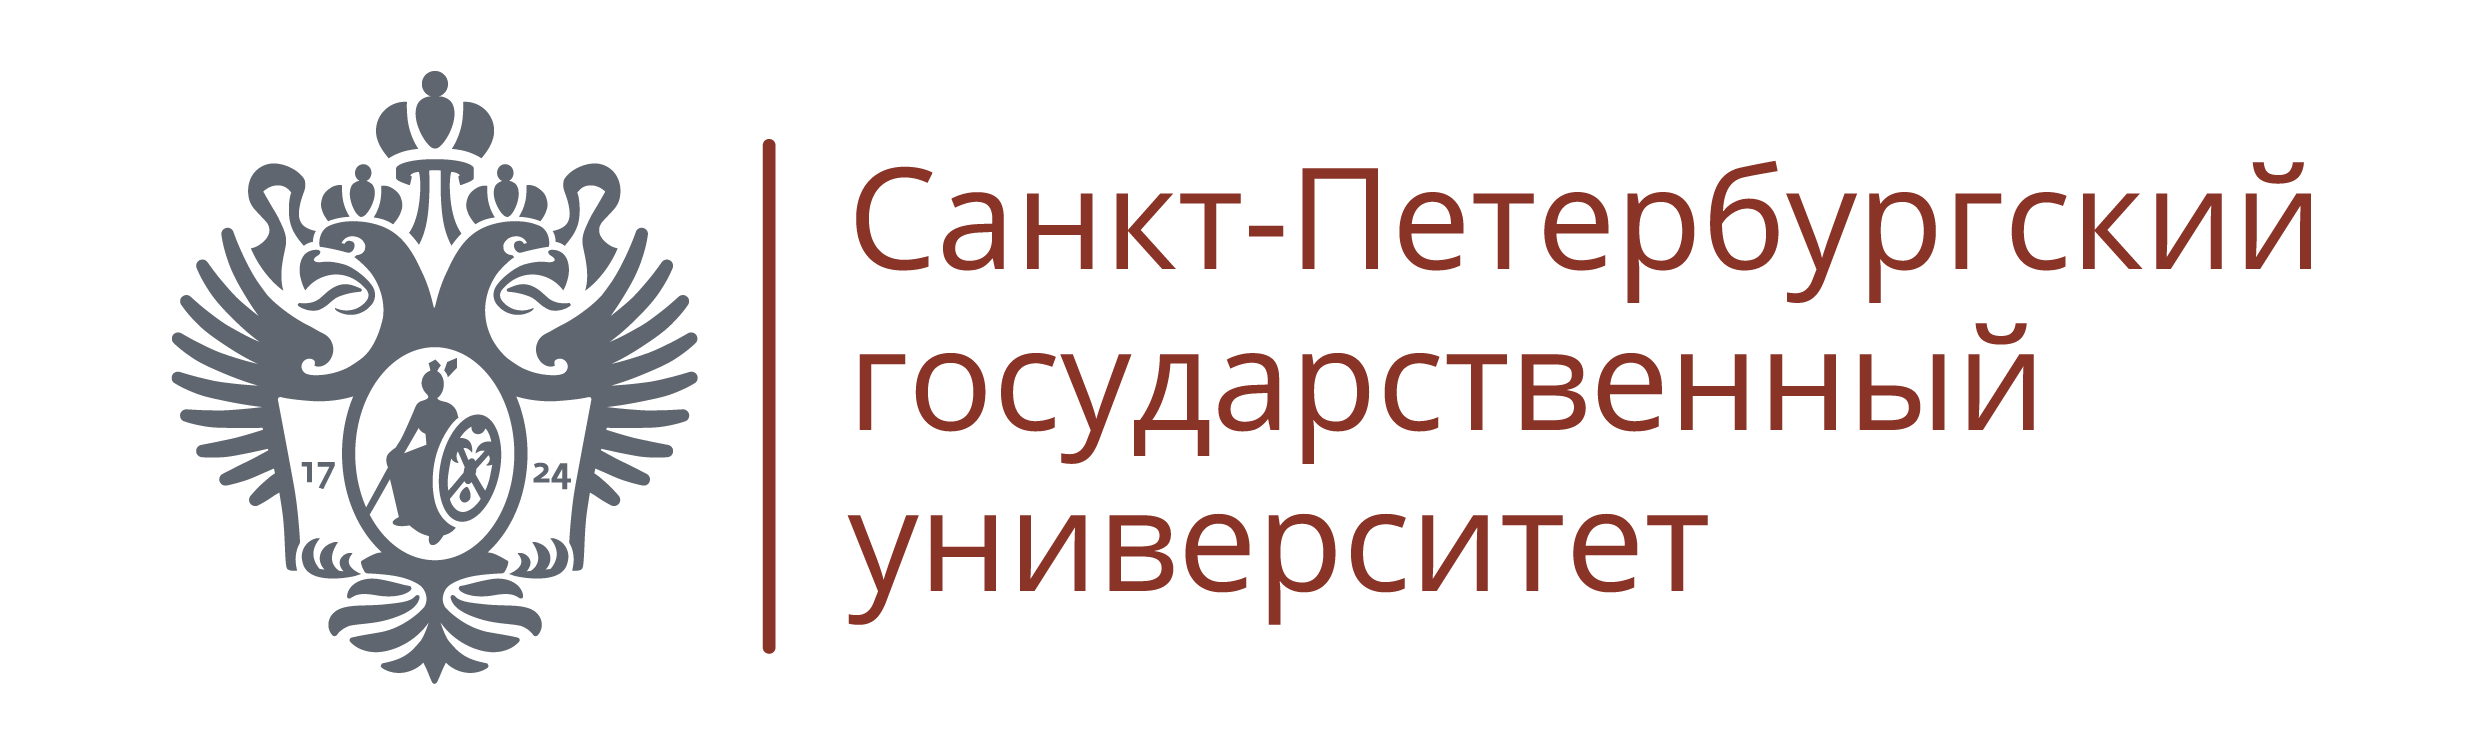 17 24
Санкт-Петербургский
государственный
университет